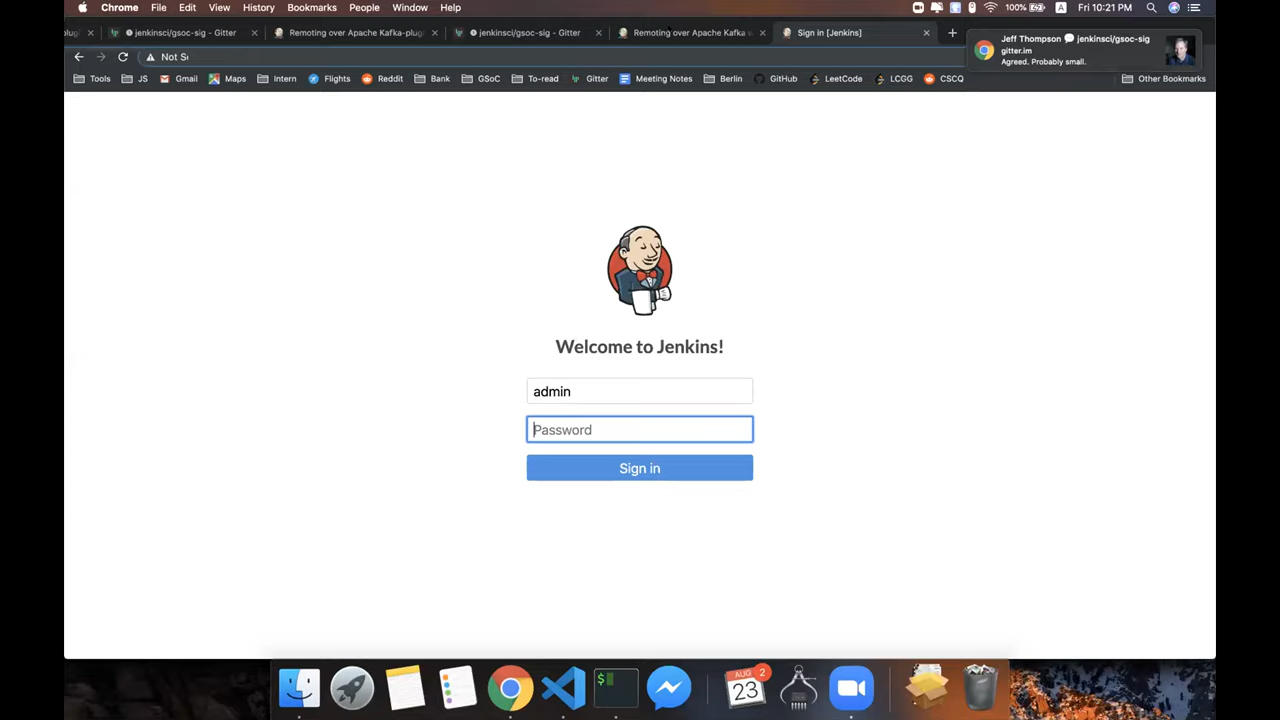 Chrome File Edit View History Bookmarks People Window Help 100% A Fri 10:21 AM
jenkinsci/gsoc-sig - Gitter Remoting over Apache Kafka-plugi jenkinsci/gsoc-sig - Gitter Remoting over Apache Kafka w Sign in [Jenkins]
Jeff Thompson 💬 jenkinsci/gsoc-sig
gitter.im
Agreed. Probably small.
Not Se
Tools JS Gmail Maps Intern Flights Reddit Bank GSoC To-read Gitter Meeting Notes Berlin GitHub LeetCode LCGG CSCQ Other Bookmarks
Welcome to Jenkins!
admin
Password
Sign in
$
AUG 2
23